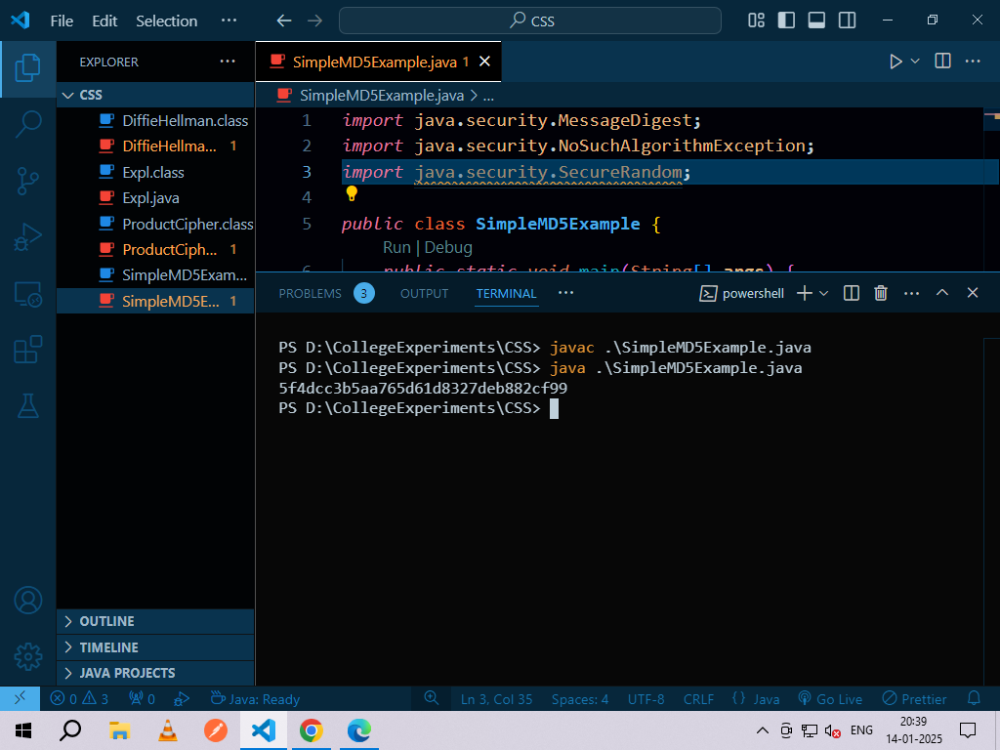 File Edit Selection ··· CSS
EXPLORER ···
SimpleMD5Example.java 1
CSS
SimpleMD5Example.java > ...
DiffieHellman.class
DiffieHellma... 1
Expl.class
Expl.java
ProductCipher.class
ProductCiph... 1
SimpleMD5Exam...
SimpleMD5E... 1
1 import java.security.MessageDigest;
2 import java.security.NoSuchAlgorithmException;
3 import java.security.SecureRandom;
4
5 public class SimpleMD5Example {
Run | Debug
6 public static void main(String[] args) {
PROBLEMS 3 OUTPUT TERMINAL ··· powershell
PS D:\CollegeExperiments\CSS> javac .\SimpleMD5Example.java
PS D:\CollegeExperiments\CSS> java .\SimpleMD5Example.java
5f4dcc3b5aa765d61d8327deb882cf99
PS D:\CollegeExperiments\CSS>
OUTLINE
TIMELINE
JAVA PROJECTS
0 3 0 Java: Ready Ln 3, Col 35 Spaces: 4 UTF-8 CRLF {} Java Go Live Prettier
ENG
20:39
14-01-2025